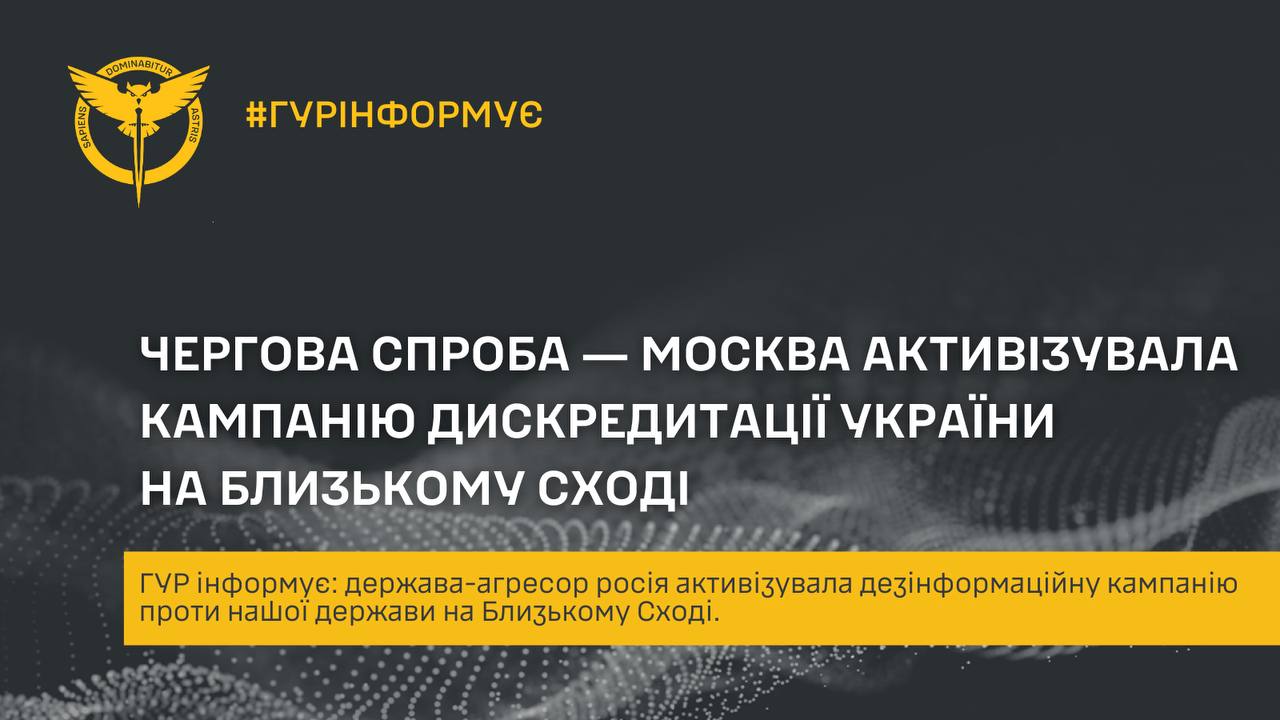 DOMINABITUR
SAPIENS
ASTRIS
#ГУРІНФОРМУЄ
ЧЕРГОВА СПРОБА — МОСКВА АКТИВІЗУВАЛА
КАМПАНІЮ ДИСКРЕДИТАЦІЇ УКРАЇНИ
НА БЛИЗЬКОМУ СХОДІ
ГУР інформує: держава-агресор росія активізувала дезінформаційну кампанію
проти нашої держави на Близькому Сході.